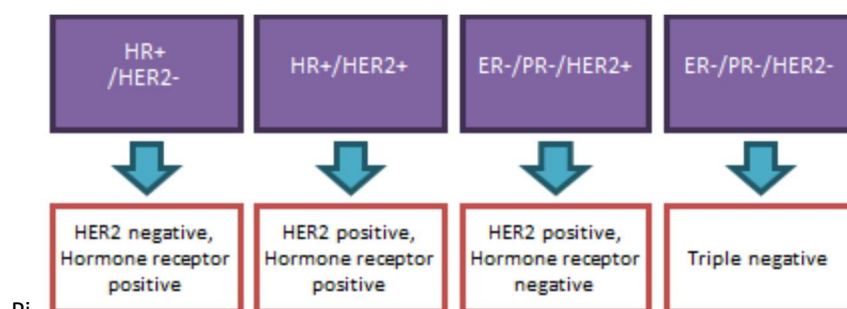 HR+
/HER2-
HR+/HER2+
ER-/PR-/HER2+
ER-/PR-/HER2-
HER2 negative,
Hormone receptor
positive
HER2 positive,
Hormone receptor
positive
HER2 positive,
Hormone receptor
negative
Triple negative